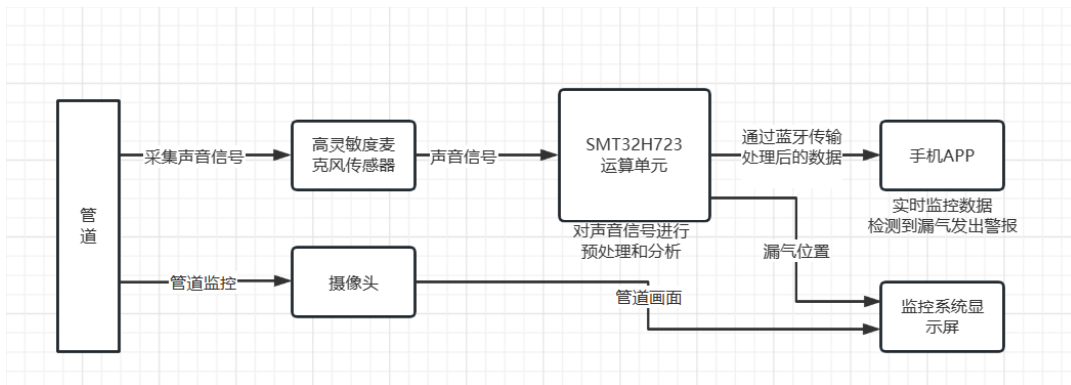 管
道
采集声音信号
高灵敏度麦
克风传感器
声音信号
SMT32H723
运算单元
对声音信号进行
预处理和分析
通过蓝牙传输
处理后的数据
手机APP
实时监控数据
检测到漏气发出警报
漏气位置
管道监控
摄像头
管道画面
监控系统显
示屏